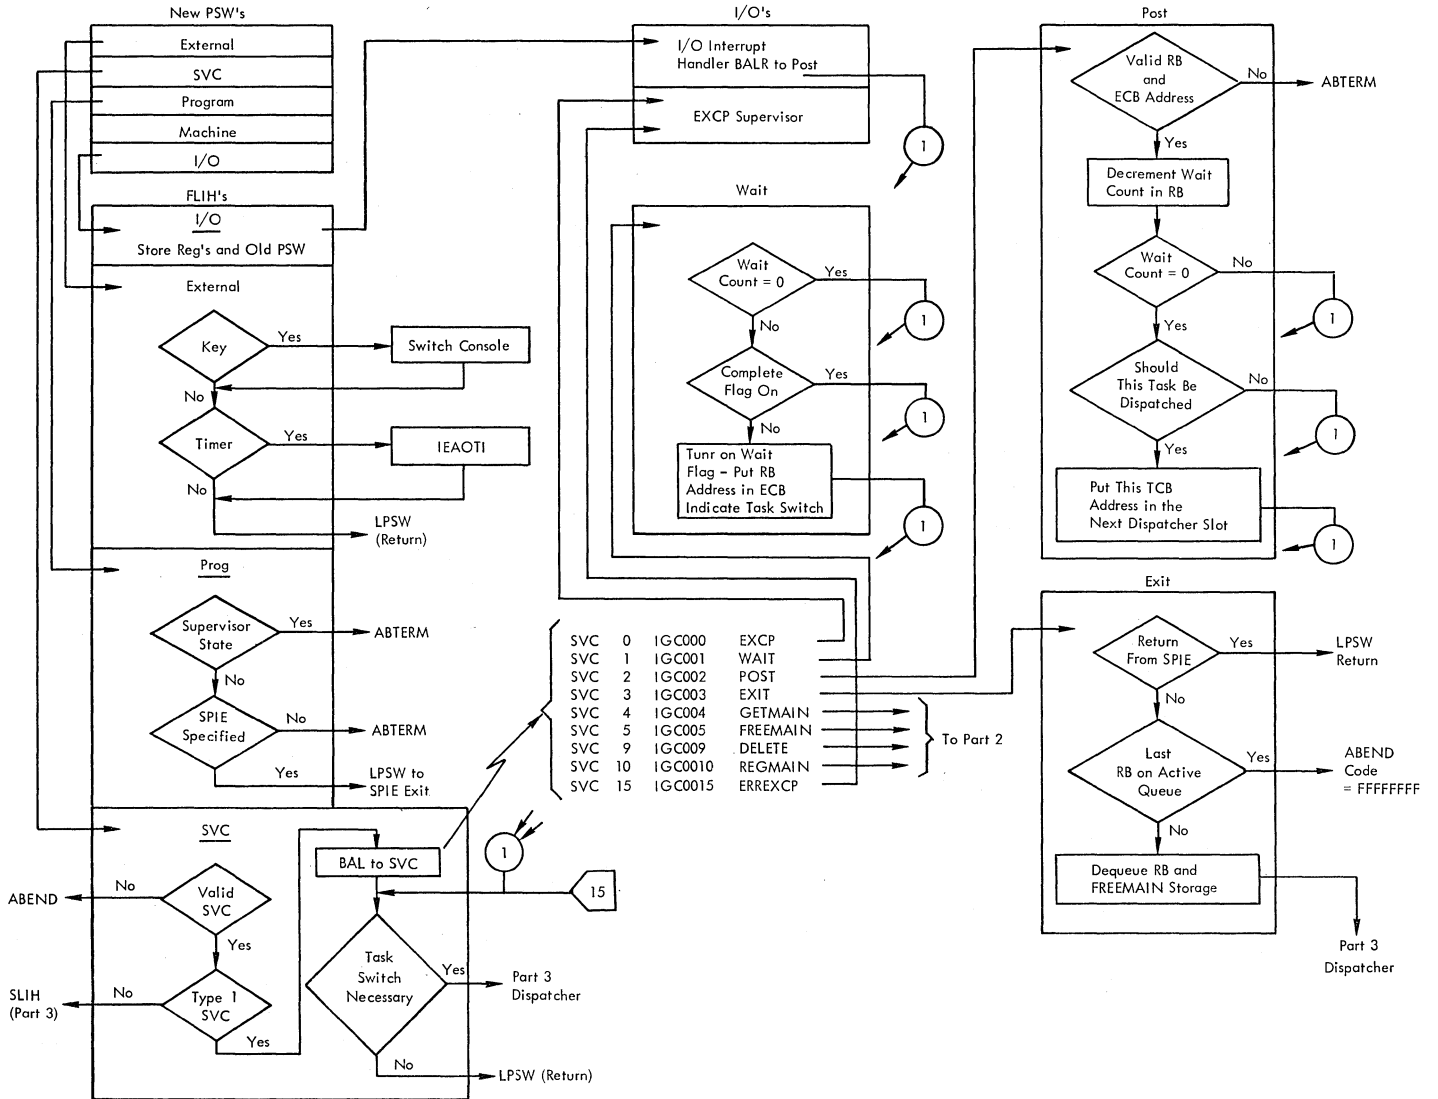 New PSW's
External
SVC
Program
Machine
I/O
FLIH's
I/O
Store Reg's and Old PSW
External
Key
Yes
Switch Console
No
Timer
Yes
IEAOTI
No
LPSW
(Return)
Prog
Supervisor
State
Yes
ABTERM
No
SPIE
Specified
No
ABTERM
Yes
LPSW to
SPIE Exit
SVC
Valid
SVC
No
ABEND
Yes
Type 1
SVC
No
SLIH
(Part 3)
Yes
BAL to SVC
1
15
Task
Switch
Necessary
Yes
Part 3
Dispatcher
No
LPSW (Return)
I/O's
I/O Interrupt
Handler BALR to Post
EXCP Supervisor
1
Wait
Wait
Count = 0
Yes
1
No
Complete
Flag On
Yes
1
No
Tunr on Wait
Flag - Put RB
Address in ECB
Indicate Task Switch
1
SVC 0 IGC000 EXCP
SVC 1 IGC001 WAIT
SVC 2 IGC002 POST
SVC 3 IGC003 EXIT
SVC 4 IGC004 GETMAIN
SVC 5 IGC005 FREEMAIN
SVC 9 IGC009 DELETE
SVC 10 IGC0010 REGMAIN
SVC 15 IGC0015 ERREXCP
To Part 2
Post
Valid RB
and
ECB Address
No
ABTERM
Yes
Decrement Wait
Count in RB
Wait
Count = 0
No
1
Yes
Should
This Task Be
Dispatched
No
1
Yes
Put This TCB
Address in the
Next Dispatcher Slot
1
Exit
Return
From SPIE
Yes
LPSW
Return
No
Last
RB on Active
Queue
Yes
ABEND
Code
= FFFFFFFF
No
Dequeue RB and
FREEMAIN Storage
Part 3
Dispatcher